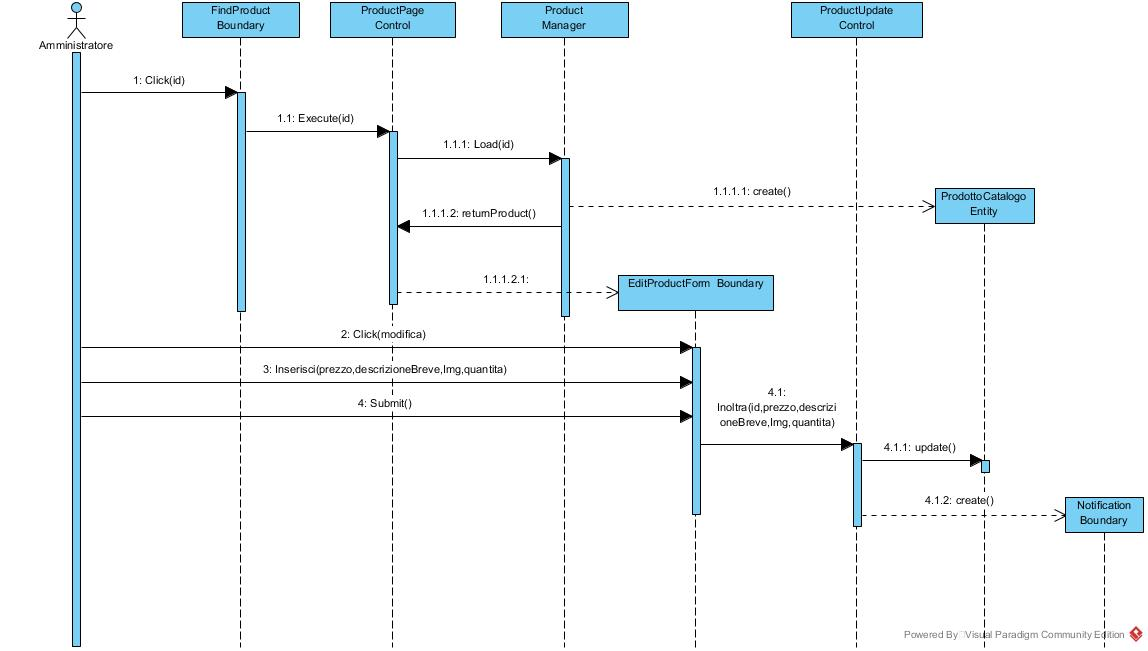 FindProduct
Boundary
ProductPage
Control
Product
Manager
ProductUpdate
Control
Amministratore
1: Click(id)
1.1: Execute(id)
1.1.1: Load(id)
1.1.1.1: create()
ProdottoCatalogo
Entity
1.1.1.2: returnProduct()
1.1.1.2.1:
EditProductForm Boundary
2: Click(modifica)
3: Inserisci(prezzo,descrizioneBreve,Img,quantita)
4: Submit()
4.1:
Inoltra(id,prezzo,descrizi
oneBreve,Img,quantita)
4.1.1: update()
4.1.2: create()
Notification
Boundary
Powered By Visual Paradigm Community Edition